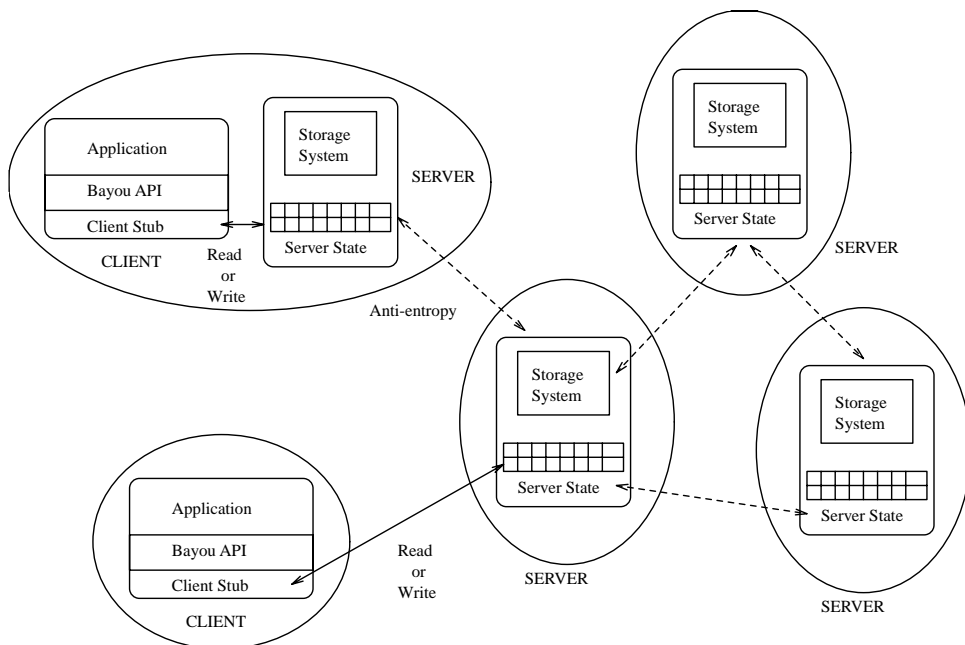 Application
Bayou API
Client Stub
CLIENT
Read
or
Write
Storage
System
Server State
SERVER
Anti-entropy
Storage
System
Server State
SERVER
Storage
System
Server State
SERVER
Storage
System
Server State
SERVER
Application
Bayou API
Client Stub
CLIENT
Read
or
Write